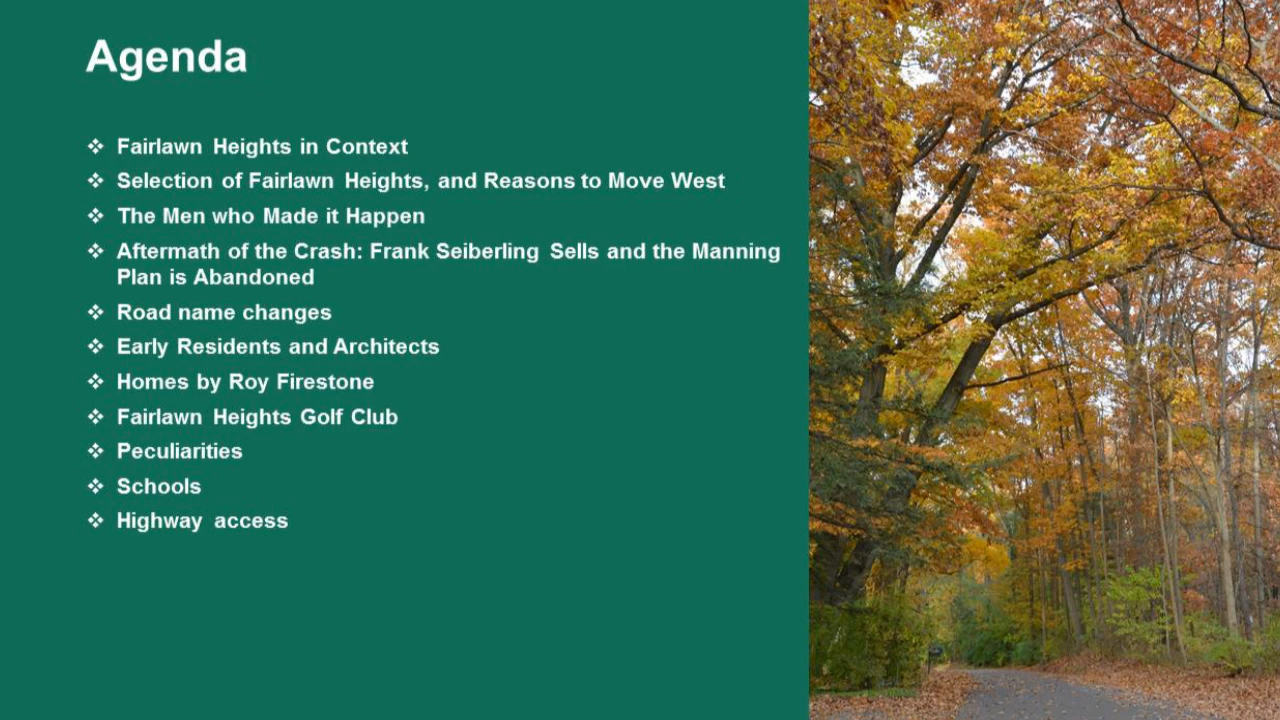 Agenda
❖ Fairlawn Heights in Context
❖ Selection of Fairlawn Heights, and Reasons to Move West
❖ The Men who Made it Happen
❖ Aftermath of the Crash: Frank Seiberling Sells and the Manning
Plan is Abandoned
❖ Road name changes
❖ Early Residents and Architects
❖ Homes by Roy Firestone
❖ Fairlawn Heights Golf Club
❖ Peculiarities
❖ Schools
❖ Highway access